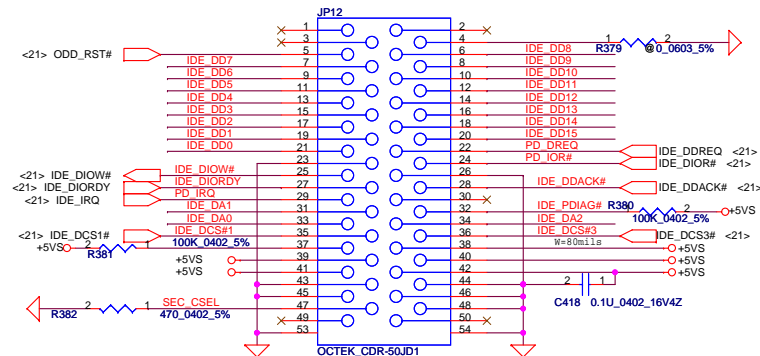 JP12
1 2
3 4 IDE_DD8 1 2
<21> ODD_RST# 5 6 R379 @0_0603_5%
IDE_DD7 7 8 IDE_DD9
IDE_DD6 9 10 IDE_DD10
IDE_DD5 11 12 IDE_DD11
IDE_DD4 13 14 IDE_DD12
IDE_DD3 15 16 IDE_DD13
IDE_DD2 17 18 IDE_DD14
IDE_DD1 19 20 IDE_DD15
IDE_DD0 21 22 PD_DREQ IDE_DDREQ <21>
23 24 PD_IOR# IDE_DIOR# <21>
<21> IDE_DIOW# IDE_DIOW# 25 26
<21> IDE_DIORDY IDE_DIORDY 27 28 IDE_DDACK# IDE_DDACK# <21>
<21> IDE_IRQ PD_IRQ 29 30 R380
IDE_DA1 31 32 IDE_PDIAG# 1 2 +5VS
IDE_DA0 33 34 IDE_DA2 100K_0402_5%
<21> IDE_DCS1# IDE_DCS#1 35 36 IDE_DCS#3 IDE_DCS3# <21>
+5VS 2 1 100K_0402_5% 37 38 W=80mils +5VS
R381 +5VS 39 40 +5VS
+5VS 41 42 +5VS
43 44 2 1
45 46 C418 0.1U_0402_16V4Z
2 1 SEC_CSEL 47 48
R382 470_0402_5% 49 50
53 54
OCTEK_CDR-50JD1